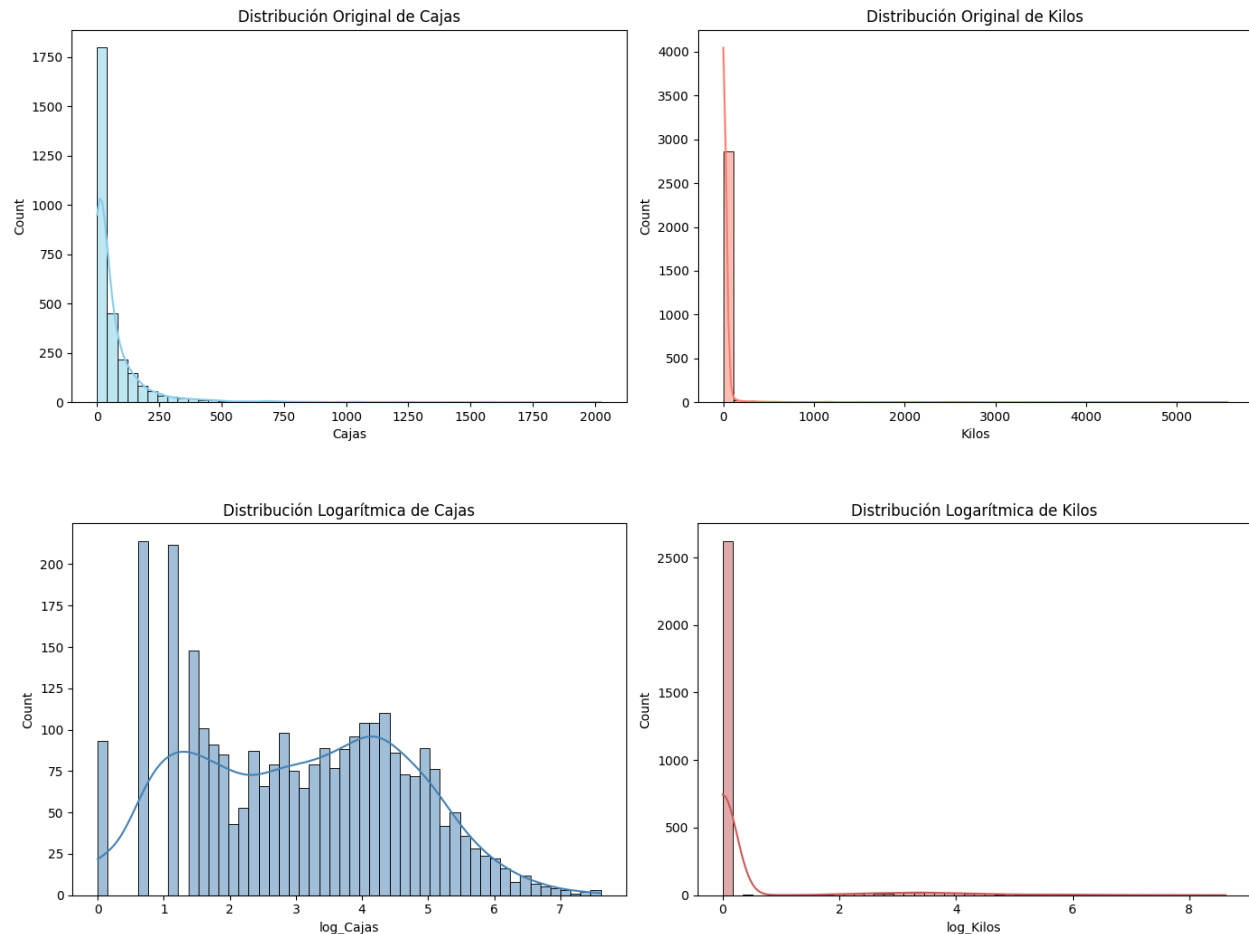 Distribución Original de Cajas
1750
1500
1250
1000
750
500
250
0
Count
0 250 500 750 1000 1250 1500 1750 2000
Cajas
Distribución Original de Kilos
4000
3500
3000
2500
2000
1500
1000
500
0
Count
0 1000 2000 3000 4000 5000
Kilos
Distribución Logarítmica de Cajas
200
175
150
125
100
75
50
25
0
Count
0 1 2 3 4 5 6 7
log_Cajas
Distribución Logarítmica de Kilos
2500
2000
1500
1000
500
0
Count
0 2 4 6 8
log_Kilos